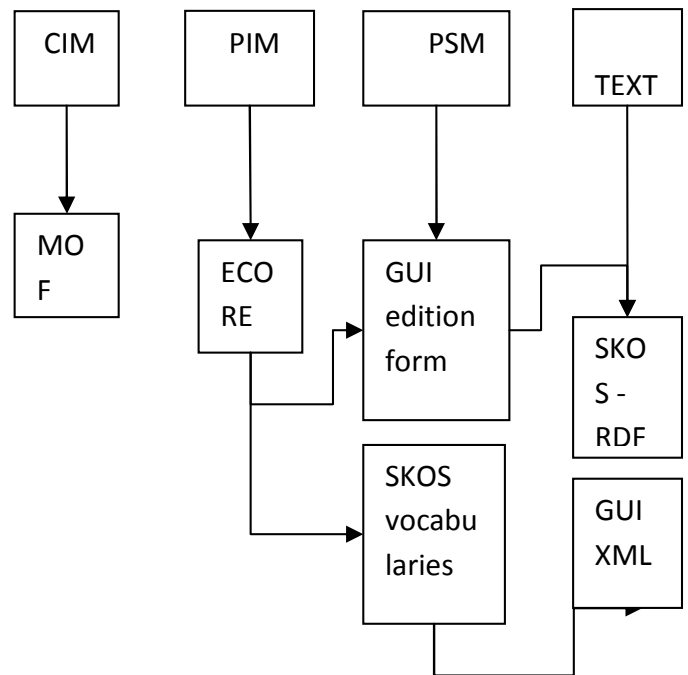 CIM
PIM
PSM
TEXT
MO
F
ECO
RE
GUI
edition
form
SKO
S -
RDF
SKOS
vocabu
laries
GUI
XML